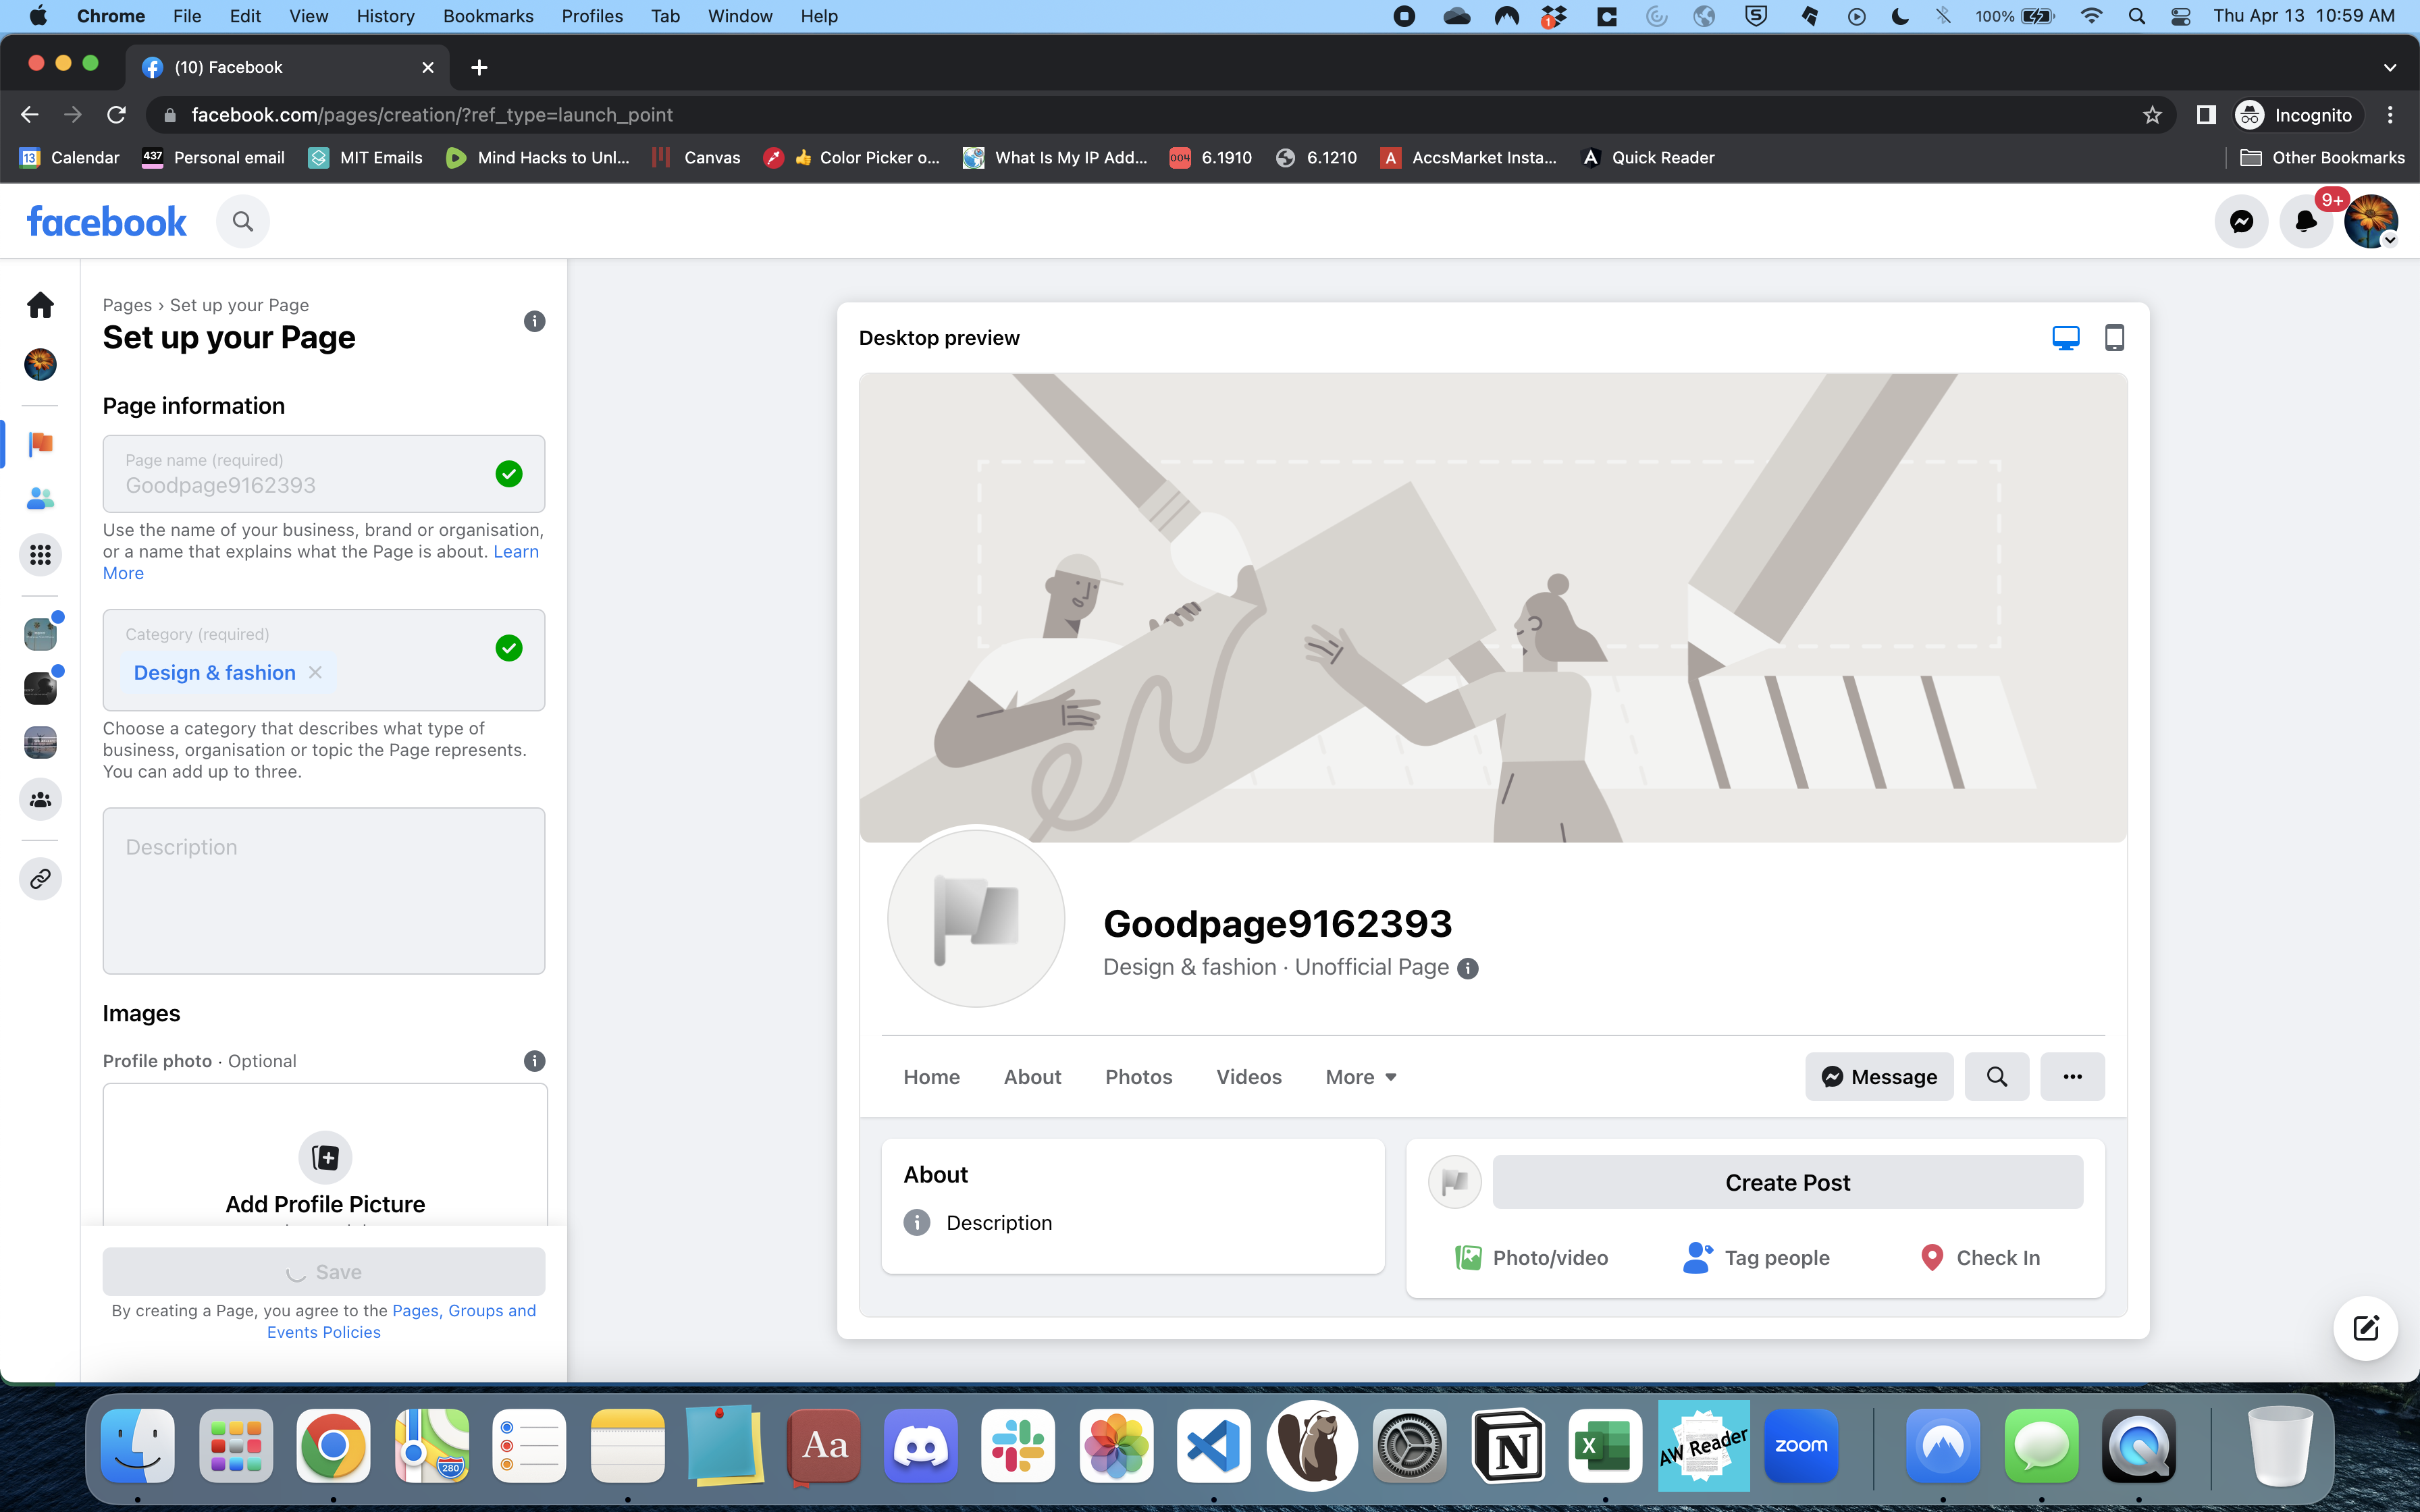 Chrome File Edit View History Bookmarks Profiles Tab Window Help
1
100%
Thu Apr 13 10:59 AM
(10) Facebook
facebook.com/pages/creation/?ref_type=launch_point
Incognito
13 Calendar
437 Personal email
MIT Emails
Mind Hacks to Unl...
Canvas
👍 Color Picker o...
What Is My IP Add...
004 6.1910
6.1210
A AccsMarket Insta...
A Quick Reader
Other Bookmarks
facebook
9+
Pages › Set up your Page
Set up your Page
Page information
Page name (required)
Goodpage9162393
Use the name of your business, brand or organisation,
or a name that explains what the Page is about. Learn
More
Category (required)
Design & fashion
Choose a category that describes what type of
business, organisation or topic the Page represents.
You can add up to three.
Description
Images
Profile photo · Optional
Add Profile Picture
Save
By creating a Page, you agree to the Pages, Groups and
Events Policies
Desktop preview
Goodpage9162393
Design & fashion · Unofficial Page
Home About Photos Videos More
Message
About
Description
Create Post
Photo/video
Tag people
Check In
280
Aa
N
X
AW Reader
zoom